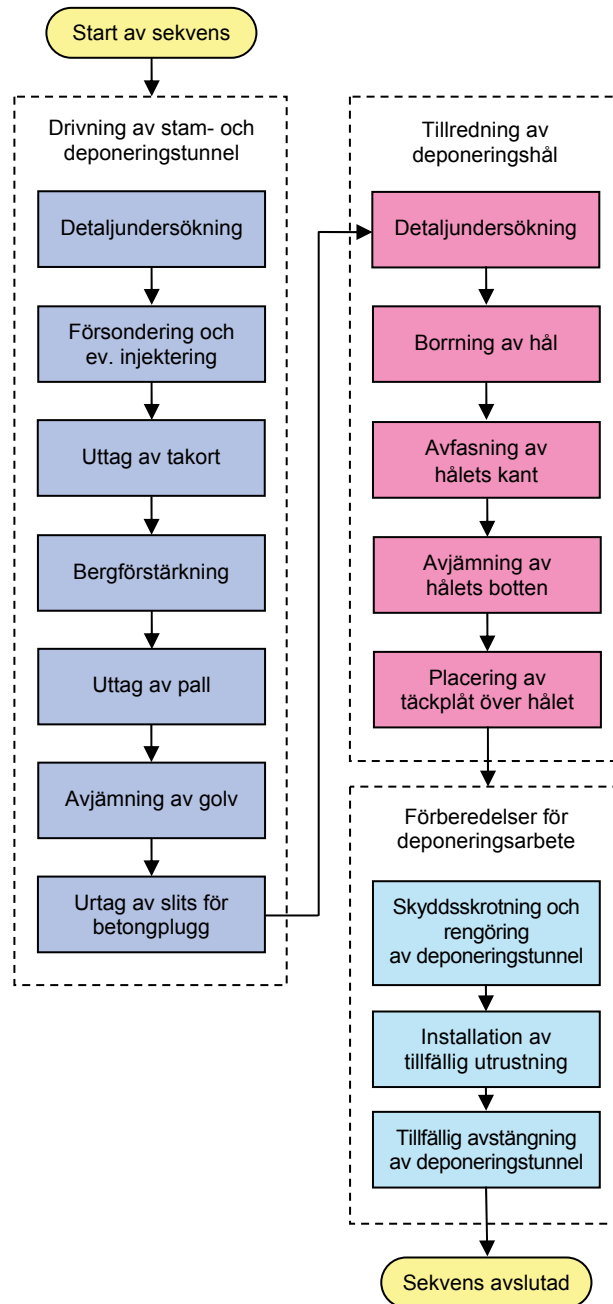 Start av sekvens
Drivning av stam- och
deponeringstunnel
Detaljundersökning
Försondering och
ev. injektering
Uttag av takort
Bergförstärkning
Uttag av pall
Avjämning av golv
Urtag av slits för
betongplugg
Tillredning av
deponeringshål
Detaljundersökning
Borrning av hål
Avfasning av
hålets kant
Avjämning av
hålets botten
Placering av
täckplåt över hålet
Förberedelser för
deponeringsarbete
Skyddsskrotning och
rengöring
av deponeringstunnel
Installation av
tillfällig utrustning
Tillfällig avstängning
av deponeringstunnel
Sekvens avslutad